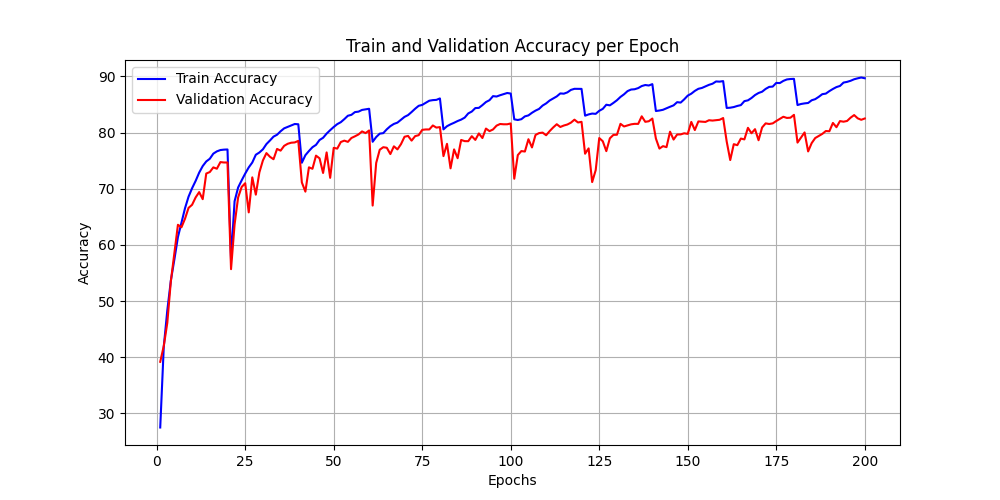 Train and Validation Accuracy per Epoch
Train Accuracy
Validation Accuracy
Accuracy
90
80
70
60
50
40
30
0 25 50 75 100 125 150 175 200
Epochs